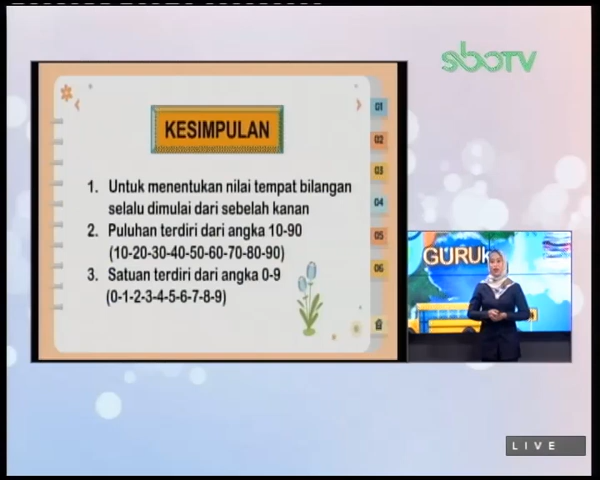 sboTV
KESIMPULAN
01
02
03
04
05
06
1. Untuk menentukan nilai tempat bilangan
selalu dimulai dari sebelah kanan
2. Puluhan terdiri dari angka 10-90
(10-20-30-40-50-60-70-80-90)
3. Satuan terdiri dari angka 0-9
(0-1-2-3-4-5-6-7-8-9)
GURUk
LIVE